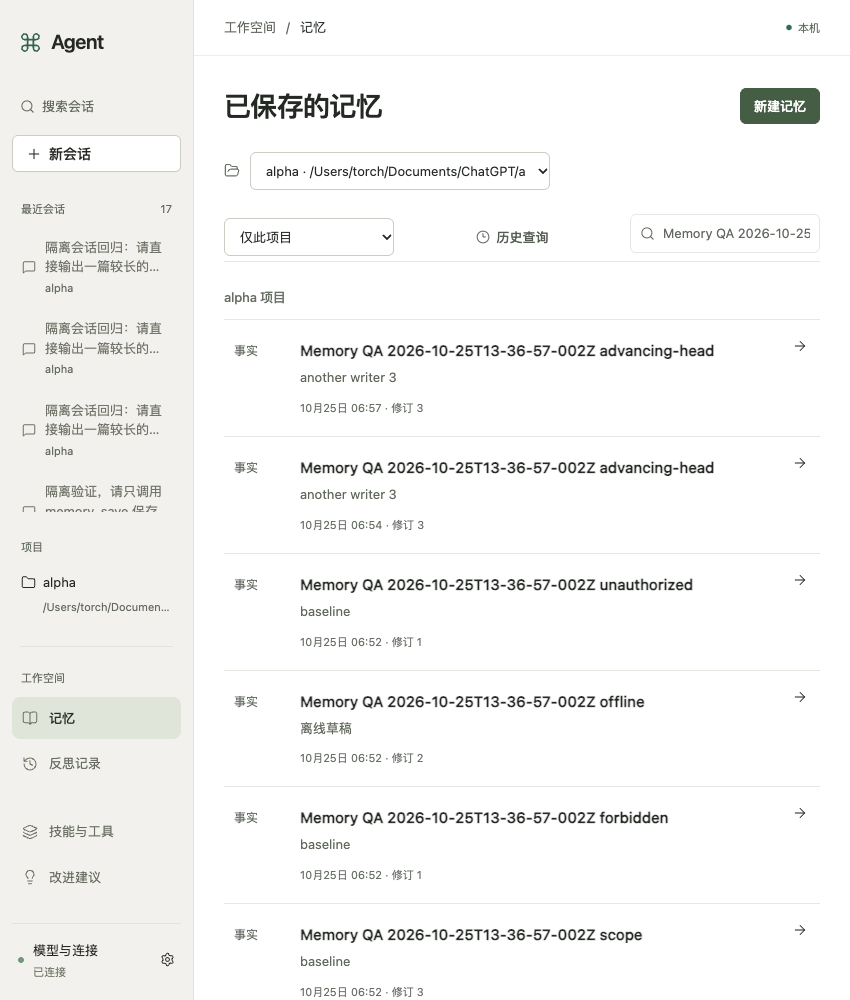 Agent
搜索会话
新会话
最近会话 17
隔离会话回归：请直
接输出一篇较长的...
alpha
隔离会话回归：请直
接输出一篇较长的...
alpha
隔离会话回归：请直
接输出一篇较长的...
alpha
隔离验证，请只调用
memory_save 保存
项目
alpha
/Users/torch/Documen...
工作空间
记忆
反思记录
技能与工具
改进建议
模型与连接
已连接
工作空间 / 记忆
本机
已保存的记忆
新建记忆
alpha · /Users/torch/Documents/ChatGPT/a
仅此项目
历史查询
Memory QA 2026-10-25
alpha 项目
事实
Memory QA 2026-10-25T13-36-57-002Z advancing-head
another writer 3
10月25日 06:57 · 修订 3
事实
Memory QA 2026-10-25T13-36-57-002Z advancing-head
another writer 3
10月25日 06:54 · 修订 3
事实
Memory QA 2026-10-25T13-36-57-002Z unauthorized
baseline
10月25日 06:52 · 修订 1
事实
Memory QA 2026-10-25T13-36-57-002Z offline
离线草稿
10月25日 06:52 · 修订 2
事实
Memory QA 2026-10-25T13-36-57-002Z forbidden
baseline
10月25日 06:52 · 修订 1
事实
Memory QA 2026-10-25T13-36-57-002Z scope
baseline
10月25日 06:52 · 修订 3